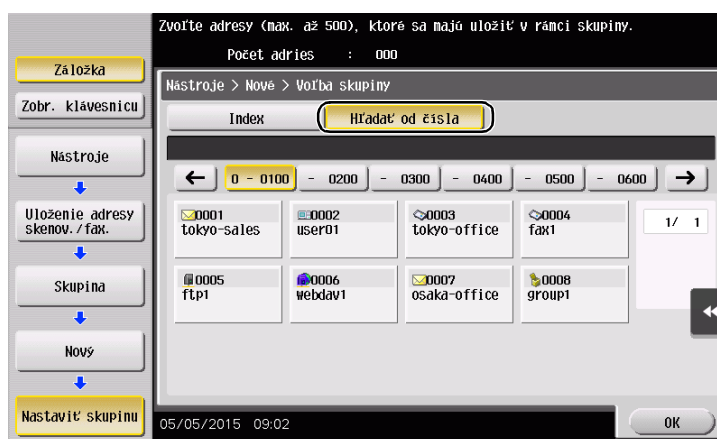 Zvoľte adresy (max. až 500), ktoré sa majú uložiť v rámci skupiny.
Počet adries : 000
Záložka
Zobr. klávesnicu
Nástroje
Uloženie adresy
skenov./fax.
Skupina
Nový
Nastaviť skupinu
Nástroje > Nové > Voľba skupiny
Index
Hľadať od čísla
← 0 - 0100 - 0200 - 0300 - 0400 - 0500 - 0600 →
0001 0002 0003 0004
tokyo-sales user01 tokyo-office fax1
1/ 1
0005 0006 0007 0008
ftp1 webdav1 osaka-office group1
05/05/2015 09:02
OK